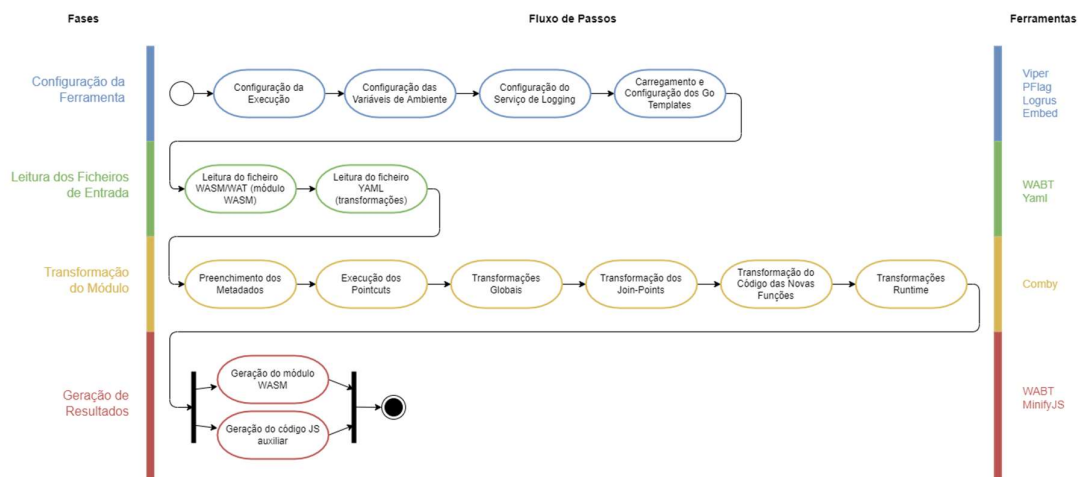 Fases
Fluxo de Passos
Ferramentas
Configuração da
Ferramenta
Configuração da
Execução
Configuração das
Variáveis de Ambiente
Configuração do
Serviço de Logging
Carregamento e
Configuração dos Go
Templates
Viper
PFlag
Logrus
Embed
Leitura dos Ficheiros
de Entrada
Leitura do ficheiro
WASM/WAT (módulo
WASM)
Leitura do ficheiro
YAML
(transformações)
WABT
Yaml
Transformação
do Módulo
Preenchimento dos
Metadados
Execução dos
Pointcuts
Transformações
Globais
Transformação dos
Join-Points
Transformação do
Código das Novas
Funções
Transformações
Runtime
Comby
Geração de
Resultados
Geração do módulo
WASM
Geração do código JS
auxiliar
WABT
MinifyJS